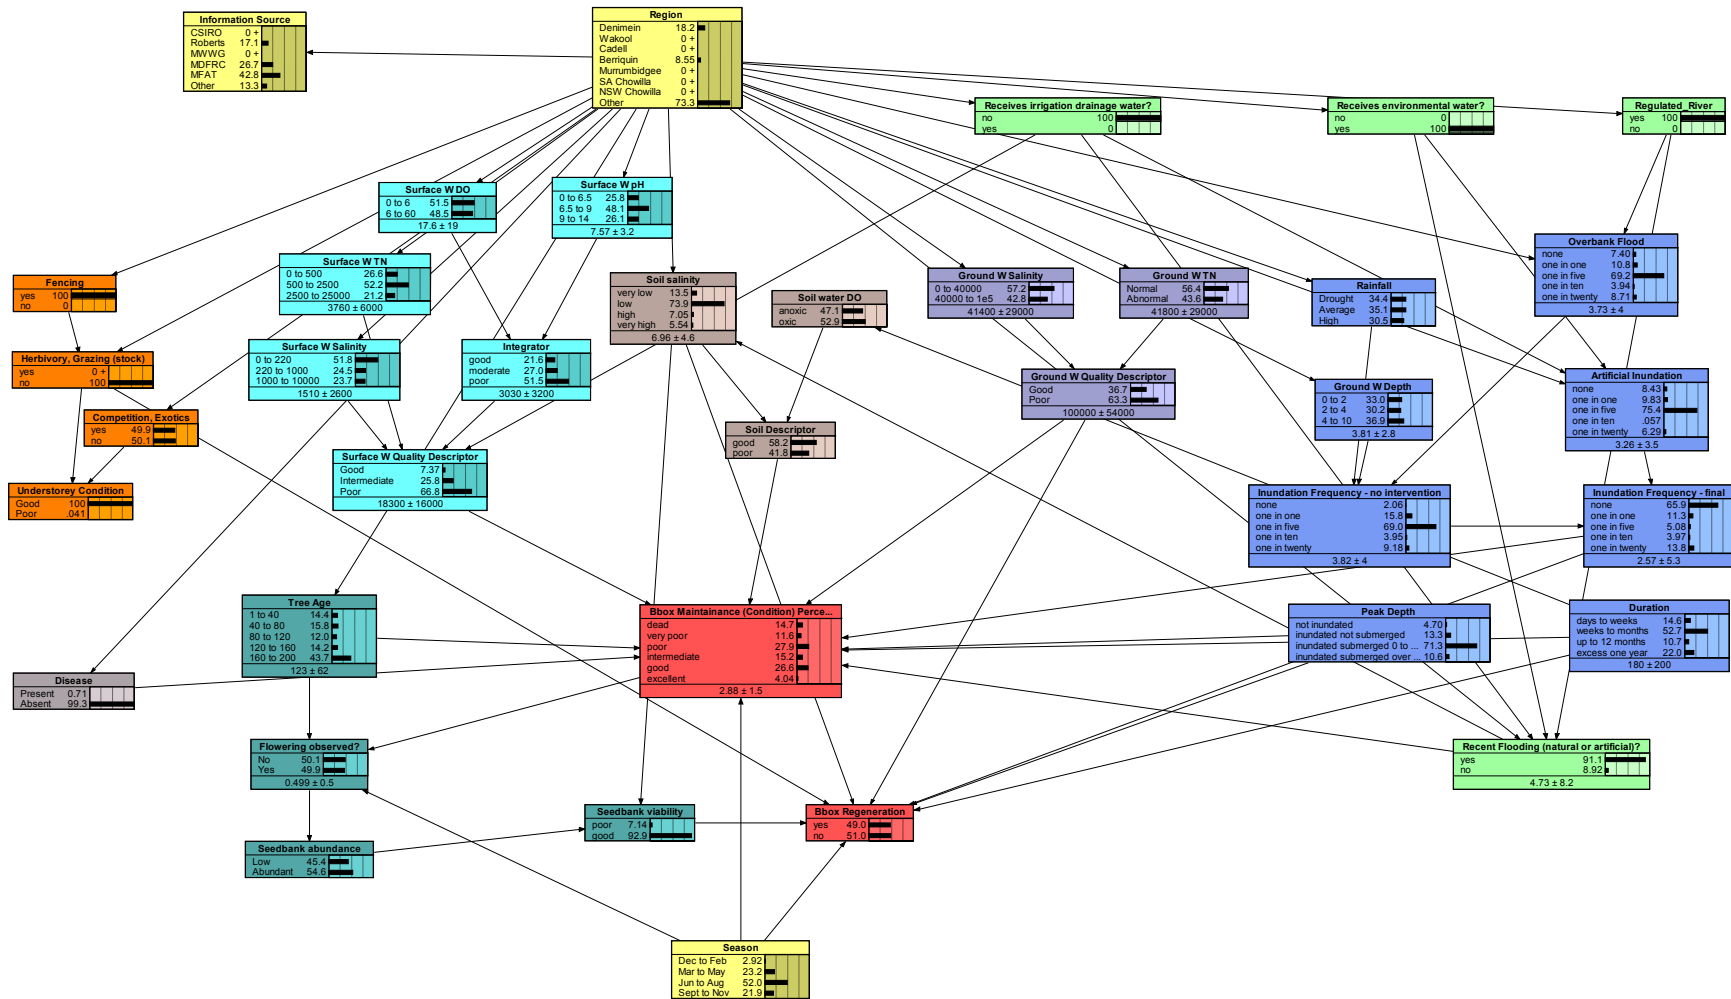 Information Source
CSIRO 0 +
Roberts 17.1
MWWG 0 +
MDFRC 26.7
MFAT 42.8
Other 13.3
Region
Denimein 18.2
Wakool 0 +
Cadell 0 +
Berriquin 8.55
Murrumbidgee 0 +
SA Chowilla 0 +
NSW Chowilla 0 +
Other 73.3
Receives irrigation drainage water?
no 100
yes 0
Receives environmental water?
no 0
yes 100
Regulated_River
yes 100
no 0
Surface W DO
0 to 6 51.5
6 to 60 48.5
17.6 ± 19
Surface W pH
0 to 6.5 25.8
6.5 to 9 48.1
9 to 14 26.1
7.57 ± 3.2
Overbank Flood
none 7.40
one in one 10.8
one in five 69.2
one in ten 3.94
one in twenty 8.71
3.73 ± 4
Surface W TN
0 to 500 26.6
500 to 2500 52.2
2500 to 25000 21.2
3760 ± 6000
Fencing
yes 100
no 0
Soil salinity
very low 13.5
low 73.9
high 7.05
very high 5.54
6.96 ± 4.6
Soil water DO
anoxic 47.1
oxic 52.9
Ground W Salinity
0 to 40000 57.2
40000 to 1e5 42.8
41400 ± 29000
Ground W TN
Normal 56.4
Abnormal 43.6
41800 ± 29000
Rainfall
Drought 34.4
Average 35.1
High 30.5
Surface W Salinity
0 to 220 51.8
220 to 1000 24.5
1000 to 10000 23.7
1510 ± 2600
Integrator
good 21.6
moderate 27.0
poor 51.5
3030 ± 3200
Herbivory, Grazing (stock)
yes 0 +
no 100
Ground W Quality Descriptor
Good 36.7
Poor 63.3
100000 ± 54000
Ground W Depth
0 to 2 33.0
2 to 4 30.2
4 to 10 36.9
3.81 ± 2.8
Artificial Inundation
none 8.43
one in one 9.83
one in five 75.4
one in ten .057
one in twenty 6.29
3.26 ± 3.5
Competition, Exotics
yes 49.9
no 50.1
Soil Descriptor
good 58.2
poor 41.8
Surface W Quality Descriptor
Good 7.37
Intermediate 25.8
Poor 66.8
18300 ± 16000
Understorey Condition
Good 100
Poor .041
Inundation Frequency - no intervention
none 2.06
one in one 15.8
one in five 69.0
one in ten 3.95
one in twenty 9.18
3.82 ± 4
Inundation Frequency - final
none 65.9
one in one 11.3
one in five 5.08
one in ten 3.97
one in twenty 13.8
2.57 ± 5.3
Tree Age
1 to 40 14.4
40 to 80 15.8
80 to 120 12.0
120 to 160 14.2
160 to 200 43.7
123 ± 62
Bbox Maintainance (Condition) Perce...
dead 14.7
very poor 11.6
poor 27.9
intermediate 15.2
good 26.6
excellent 4.04
2.88 ± 1.5
Peak Depth
not inundated 4.70
inundated not submerged 13.3
inundated submerged 0 to ... 71.3
inundated submerged over ... 10.6
Duration
days to weeks 14.6
weeks to months 52.7
up to 12 months 10.7
excess one year 22.0
180 ± 200
Disease
Present 0.71
Absent 99.3
Flowering observed?
No 50.1
Yes 49.9
0.499 ± 0.5
Recent Flooding (natural or artificial)?
yes 91.1
no 8.92
4.73 ± 8.2
Seedbank viability
poor 7.14
good 92.9
Bbox Regeneration
yes 49.0
no 51.0
Seedbank abundance
Low 45.4
Abundant 54.6
Season
Dec to Feb 2.92
Mar to May 23.2
Jun to Aug 52.0
Sept to Nov 21.9